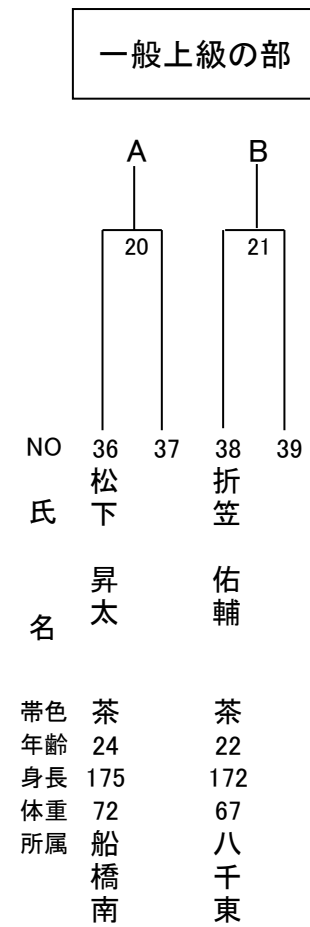 一般上級の部
A B
20 21
NO 36 37 38 39
氏名 松下 昇太 折笠 佑輔
帯色 茶 茶
年齢 24 22
身長 175 172
体重 72 67
所属 船橋南 八千東